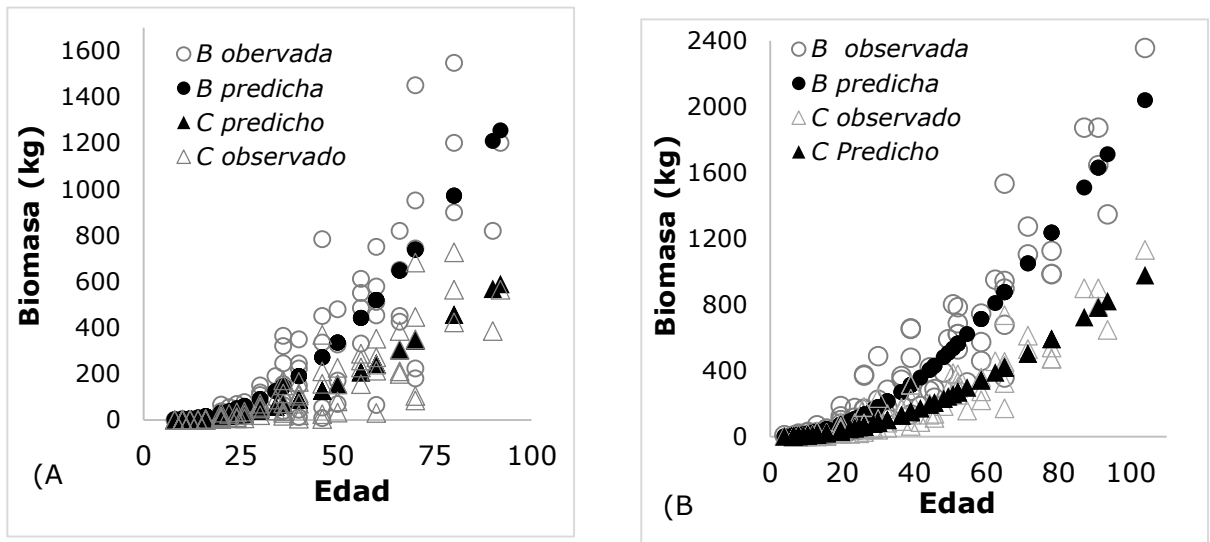 1600
1400
1200
1000
800
600
400
200
0
Biomasa (kg)
B obervada
B predicha
C predicho
C observado
0 25 50 75 100
Edad
(A
2400
2000
1600
1200
800
400
0
Biomasa (kg)
B observada
B predicha
C observado
C Predicho
0 20 40 60 80 100
Edad
(B